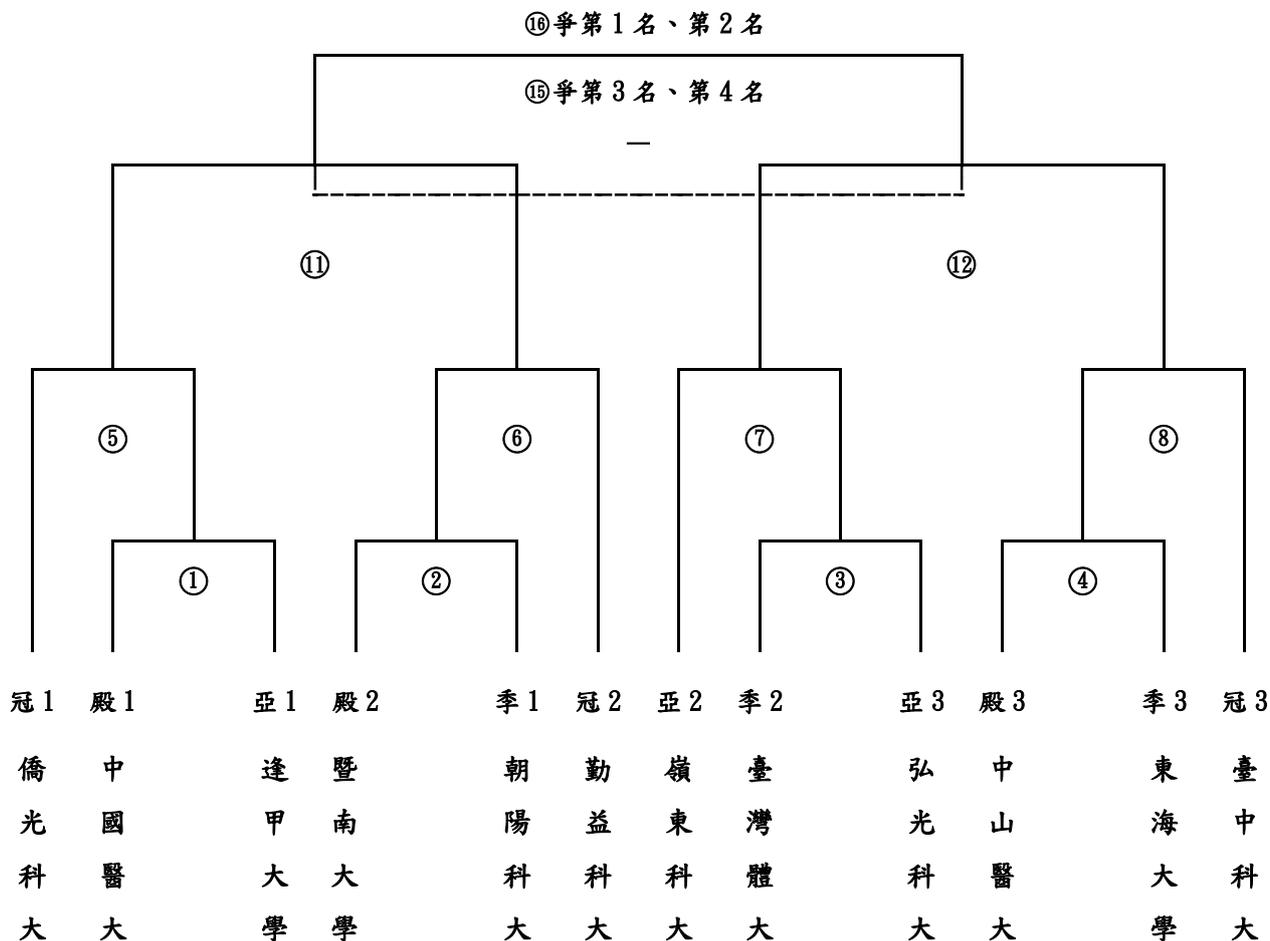 ⑯爭第1名、第2名
⑮爭第3名、第4名
—
⑪
⑫
⑤
⑥
⑦
⑧
①
②
③
④
冠1 殿1 亞1 殿2 季1 冠2 亞2 季2 亞3 殿3 季3 冠3
僑光科大
中國醫大
逢甲大學
暨南大學
朝陽科大
勤益科大
嶺東科大
臺灣體大
弘光科大
中山醫大
東海大學
臺中科大